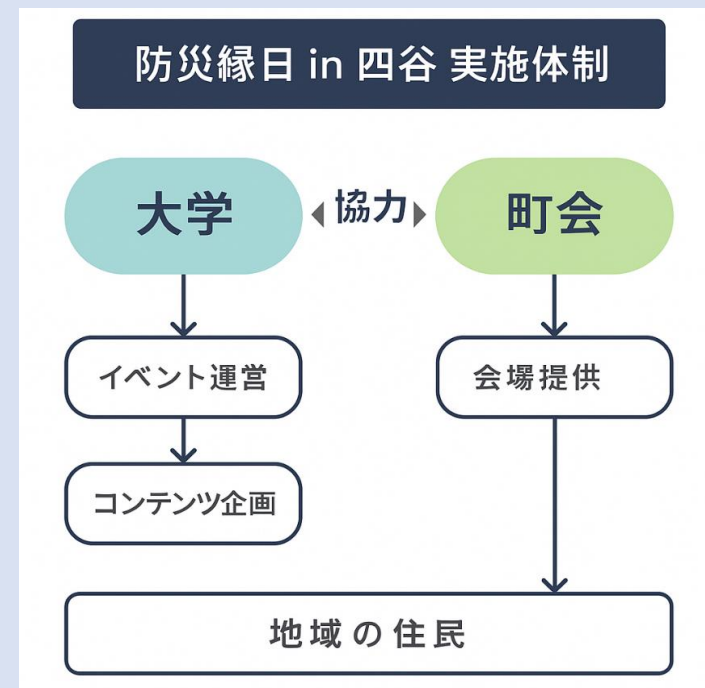 防災縁日 in 四谷 実施体制
大学
協力
町会
イベント運営
会場提供
コンテンツ企画
地域の住民